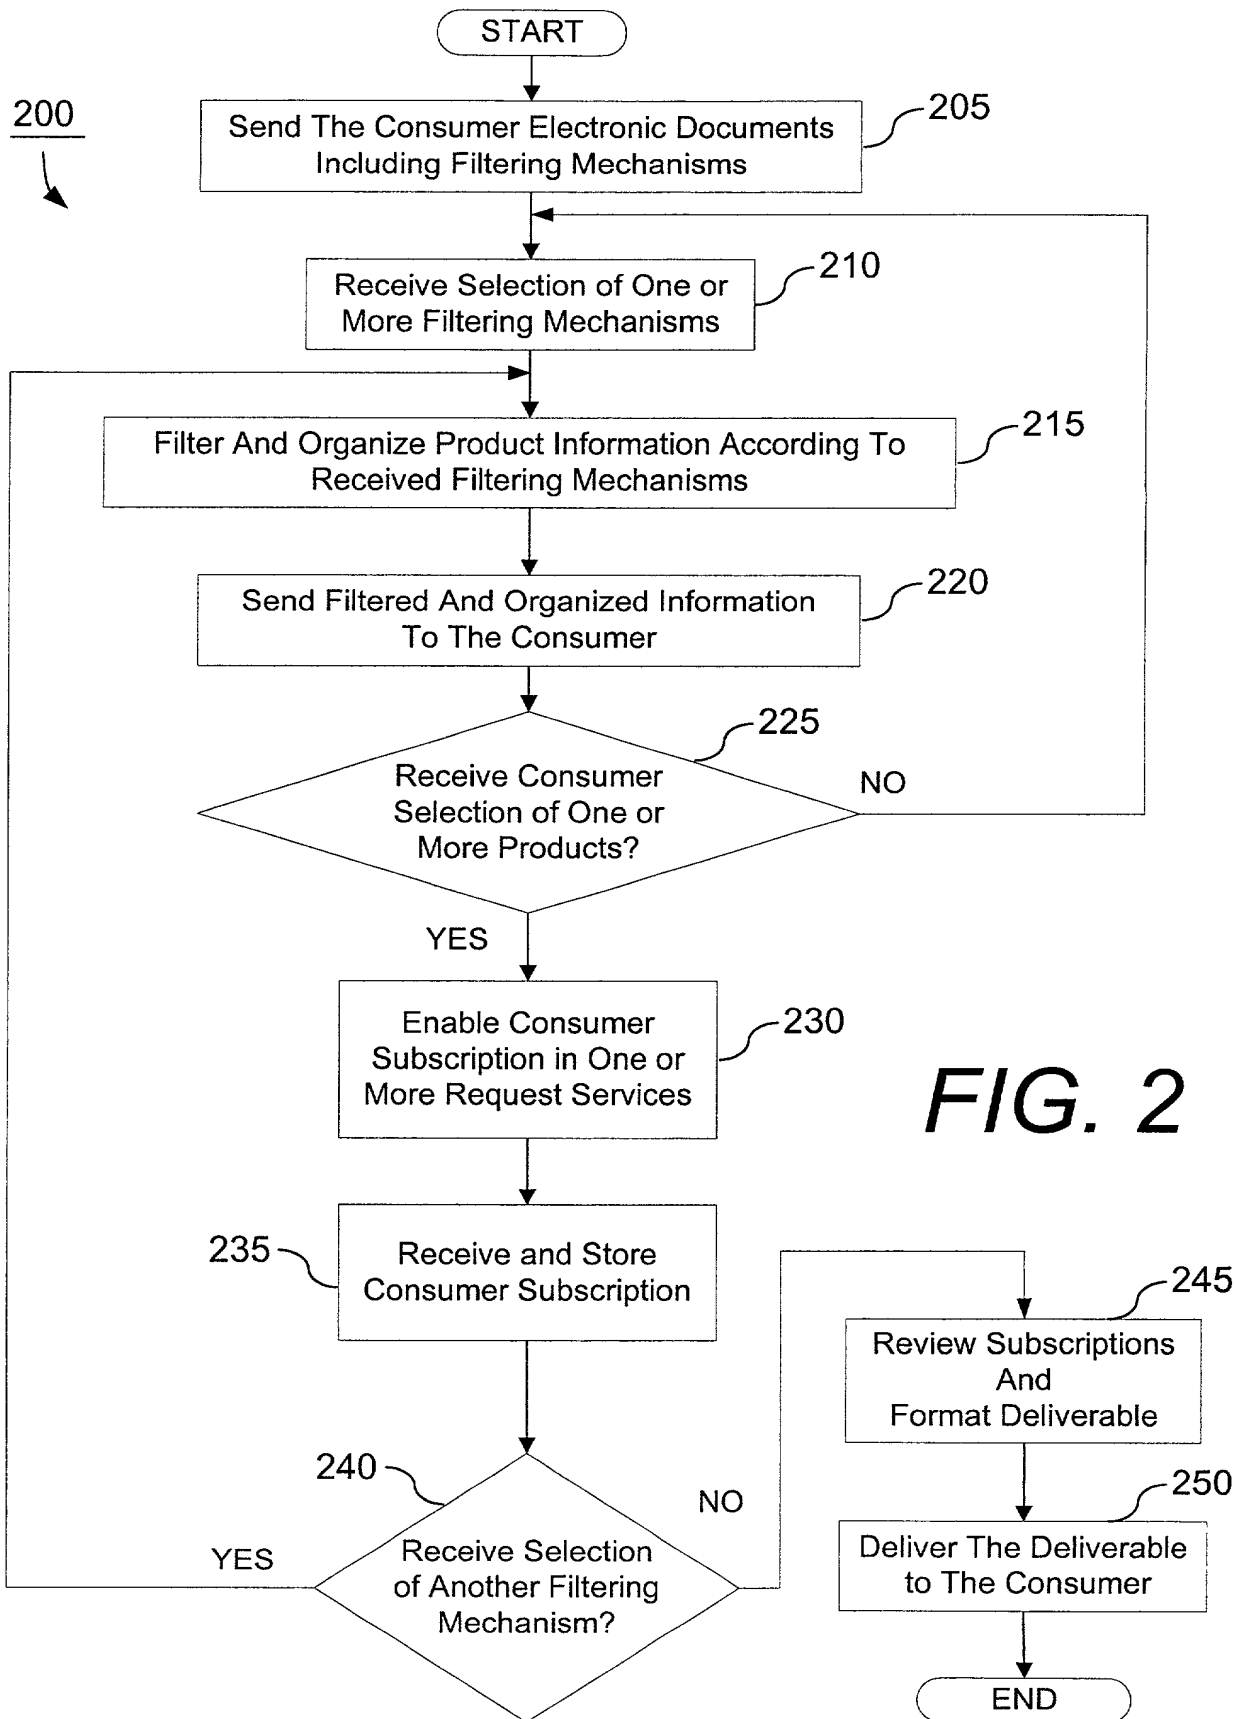 START
200
205
Send The Consumer Electronic Documents
Including Filtering Mechanisms
210
Receive Selection of One or
More Filtering Mechanisms
215
Filter And Organize Product Information According To
Received Filtering Mechanisms
220
Send Filtered And Organized Information
To The Consumer
225
Receive Consumer
Selection of One or
More Products?
NO
YES
230
Enable Consumer
Subscription in One or
More Request Services
FIG. 2
235
Receive and Store
Consumer Subscription
240
Receive Selection
of Another Filtering
Mechanism?
YES
NO
245
Review Subscriptions
And
Format Deliverable
250
Deliver The Deliverable
to The Consumer
END